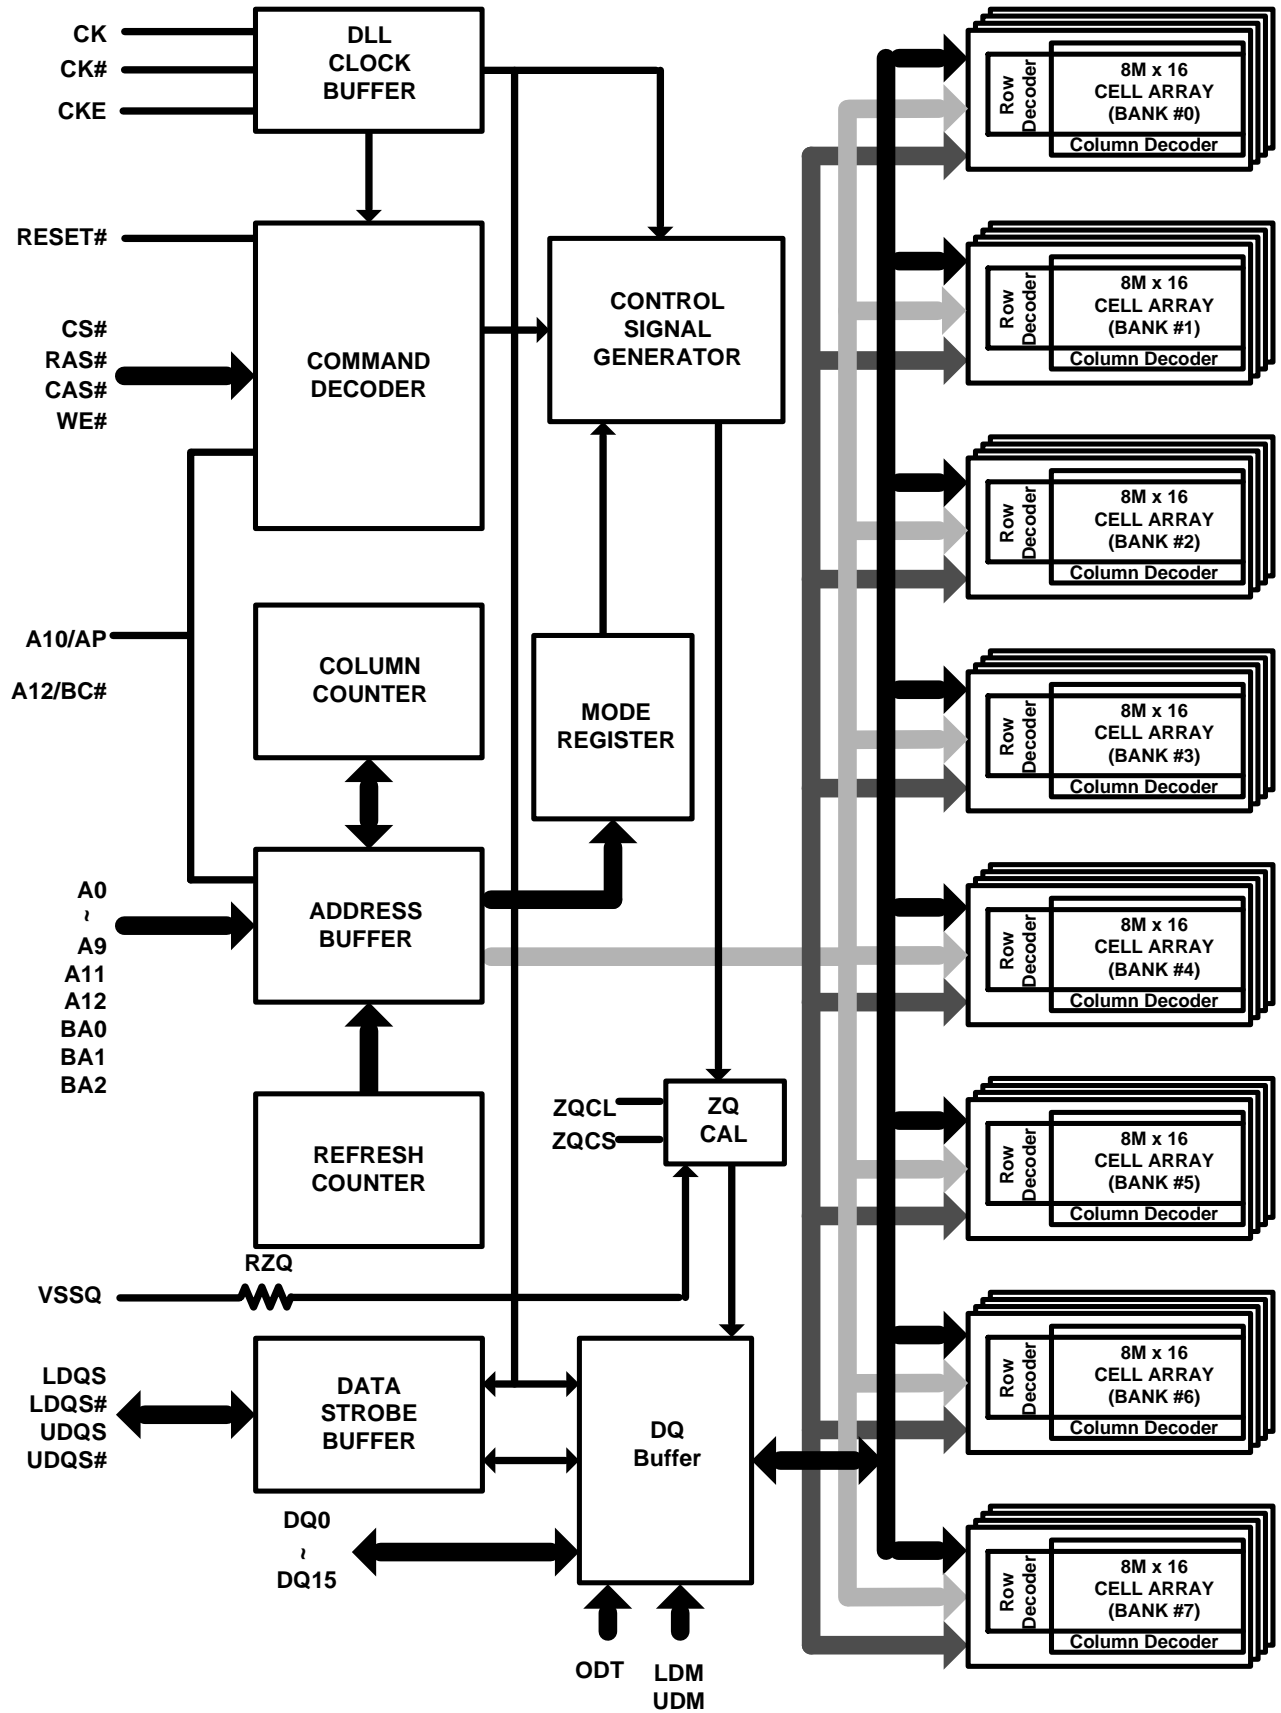 CK
CK#
CKE
DLL
CLOCK
BUFFER
RESET#
CS#
RAS#
CAS#
WE#
COMMAND
DECODER
CONTROL
SIGNAL
GENERATOR
A10/AP
A12/BC#
COLUMN
COUNTER
MODE
REGISTER
A0
~
A9
A11
A12
BA0
BA1
BA2
ADDRESS
BUFFER
REFRESH
COUNTER
ZQCL
ZQCS
ZQ
CAL
RZQ
VSSQ
LDQS
LDQS#
UDQS
UDQS#
DATA
STROBE
BUFFER
DQ
Buffer
DQ0
~
DQ15
ODT
LDM
UDM
Row
Decoder
8M x 16
CELL ARRAY
(BANK #0)
Column Decoder
Row
Decoder
8M x 16
CELL ARRAY
(BANK #1)
Column Decoder
Row
Decoder
8M x 16
CELL ARRAY
(BANK #2)
Column Decoder
Row
Decoder
8M x 16
CELL ARRAY
(BANK #3)
Column Decoder
Row
Decoder
8M x 16
CELL ARRAY
(BANK #4)
Column Decoder
Row
Decoder
8M x 16
CELL ARRAY
(BANK #5)
Column Decoder
Row
Decoder
8M x 16
CELL ARRAY
(BANK #6)
Column Decoder
Row
Decoder
8M x 16
CELL ARRAY
(BANK #7)
Column Decoder